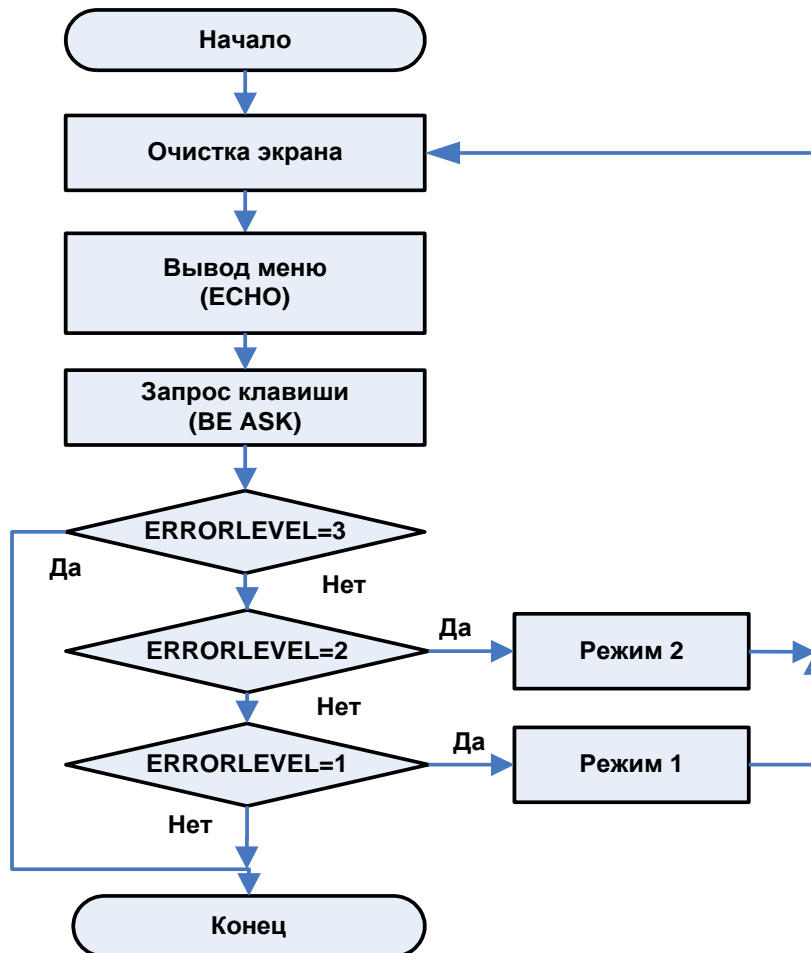 Начало
Очистка экрана
Вывод меню
(ECHO)
Запрос клавиши
(BE ASK)
ERRORLEVEL=3
Да
Нет
ERRORLEVEL=2
Да
Режим 2
Нет
ERRORLEVEL=1
Да
Режим 1
Нет
Конец